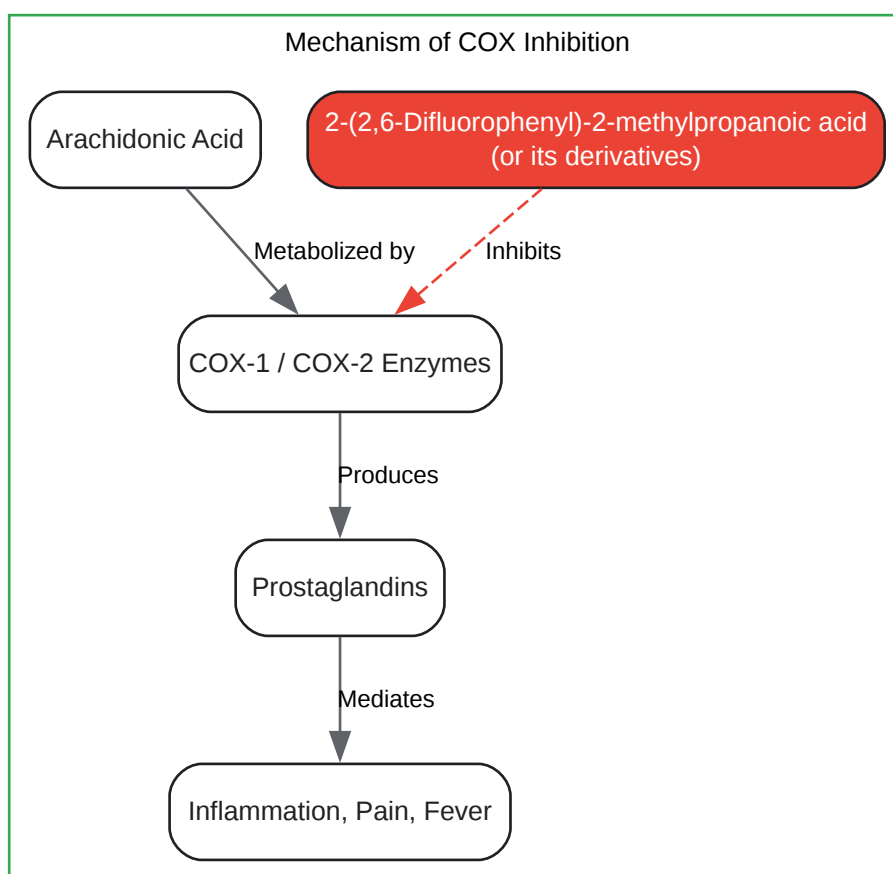 Mechanism of COX Inhibition
Arachidonic Acid
2-(2,6-Difluorophenyl)-2-methylpropanoic acid
(or its derivatives)
Metabolized by
Inhibits
COX-1 / COX-2 Enzymes
Produces
Prostaglandins
Mediates
Inflammation, Pain, Fever